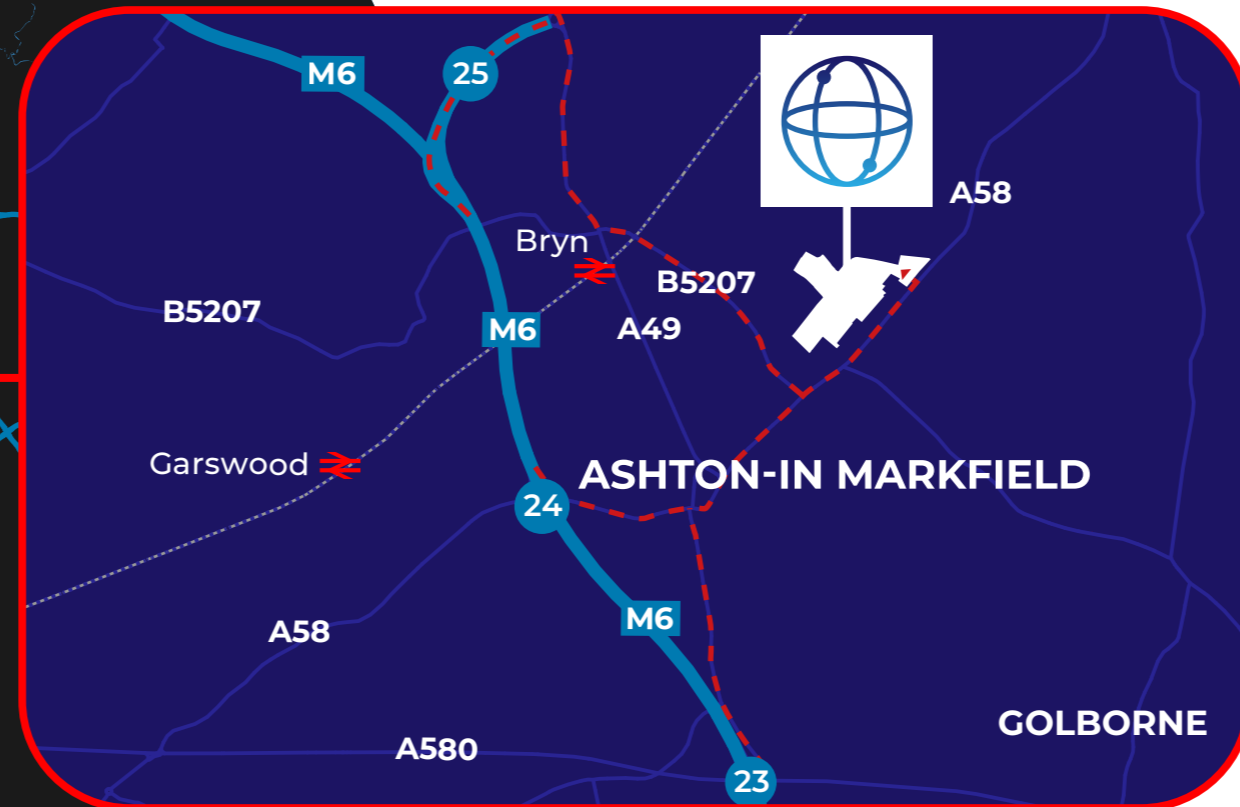 M6
25
A58
Bryn
B5207
B5207
A49
M6
Garswood
ASHTON-IN MARKFIELD
24
M6
A58
GOLBORNE
A580
23